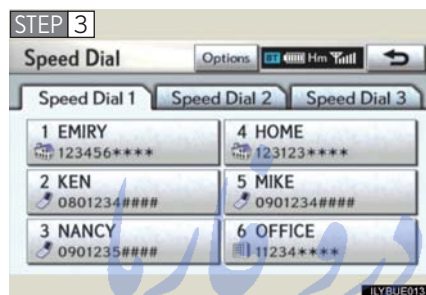 STEP 3
Speed Dial Options BT Hm
Speed Dial 1 Speed Dial 2 Speed Dial 3
1 EMIRY
123456****
4 HOME
123123****
2 KEN
0801234####
5 MIKE
0901234####
3 NANCY
0901235####
6 OFFICE
11234****
ILYBUE013